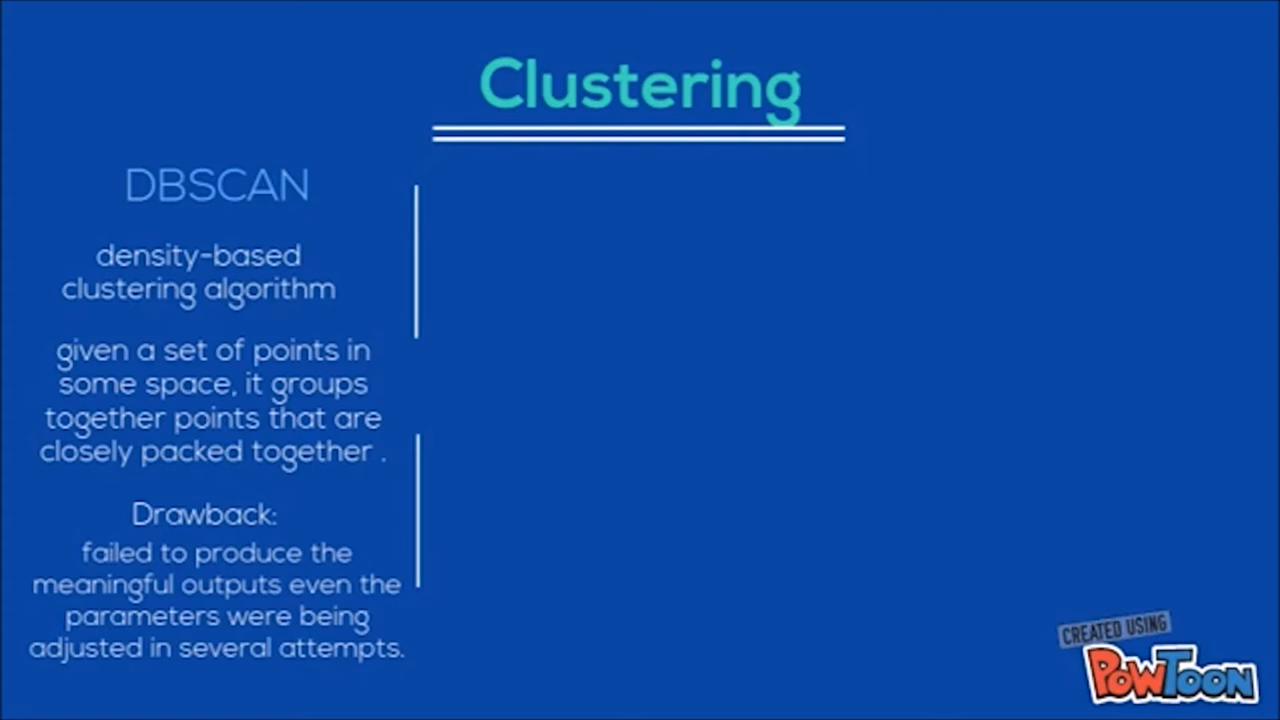 Clustering
DBSCAN
density-based
clustering algorithm
given a set of points in
some space, it groups
together points that are
closely packed together .
Drawback:
failed to produce the
meaningful outputs even the
parameters were being
adjusted in several attempts.
CREATED USING
POWTOON